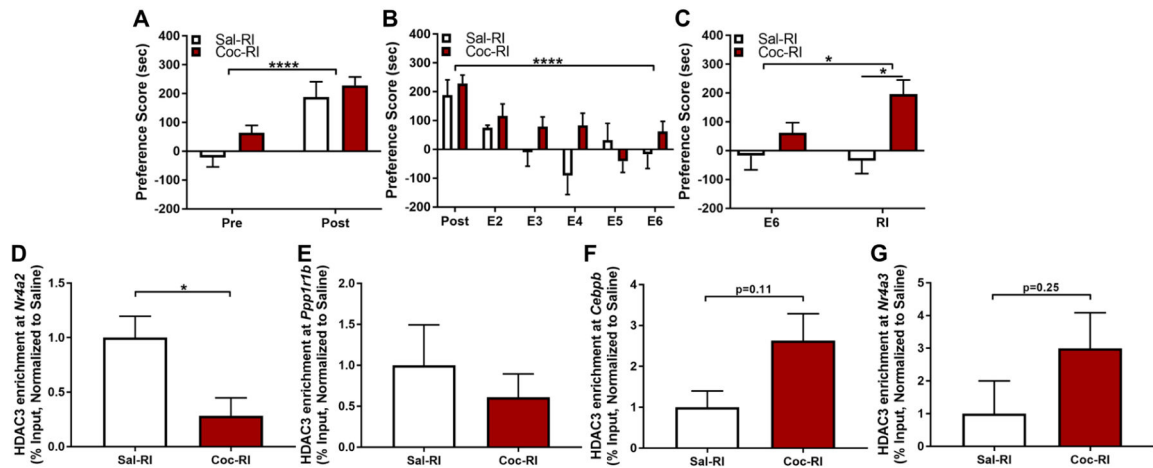 A
Sal-RI
Coc-RI
****
Preference Score (sec)
300
200
100
0
-100
-200
Pre
Post
B
Sal-RI
Coc-RI
****
Preference Score (sec)
300
200
100
0
-100
-200
Post
E2
E3
E4
E5
E6
C
Sal-RI
Coc-RI
*
*
Preference Score (sec)
300
200
100
0
-100
-200
E6
RI
D
HDAC3 enrichment at Nr4a2
(% Input, Normalized to Saline)
1.5
1.0
0.5
0.0
*
Sal-RI
Coc-RI
E
HDAC3 enrichment at Ppp1r1b
(% Input, Normalized to Saline)
2.0
1.5
1.0
0.5
0.0
Sal-RI
Coc-RI
F
HDAC3 enrichment at Cebpb
(% Input, Normalized to Saline)
4
3
2
1
0
p=0.11
Sal-RI
Coc-RI
G
HDAC3 enrichment at Nr4a3
(% Input, Normalized to Saline)
5
4
3
2
1
0
p=0.25
Sal-RI
Coc-RI